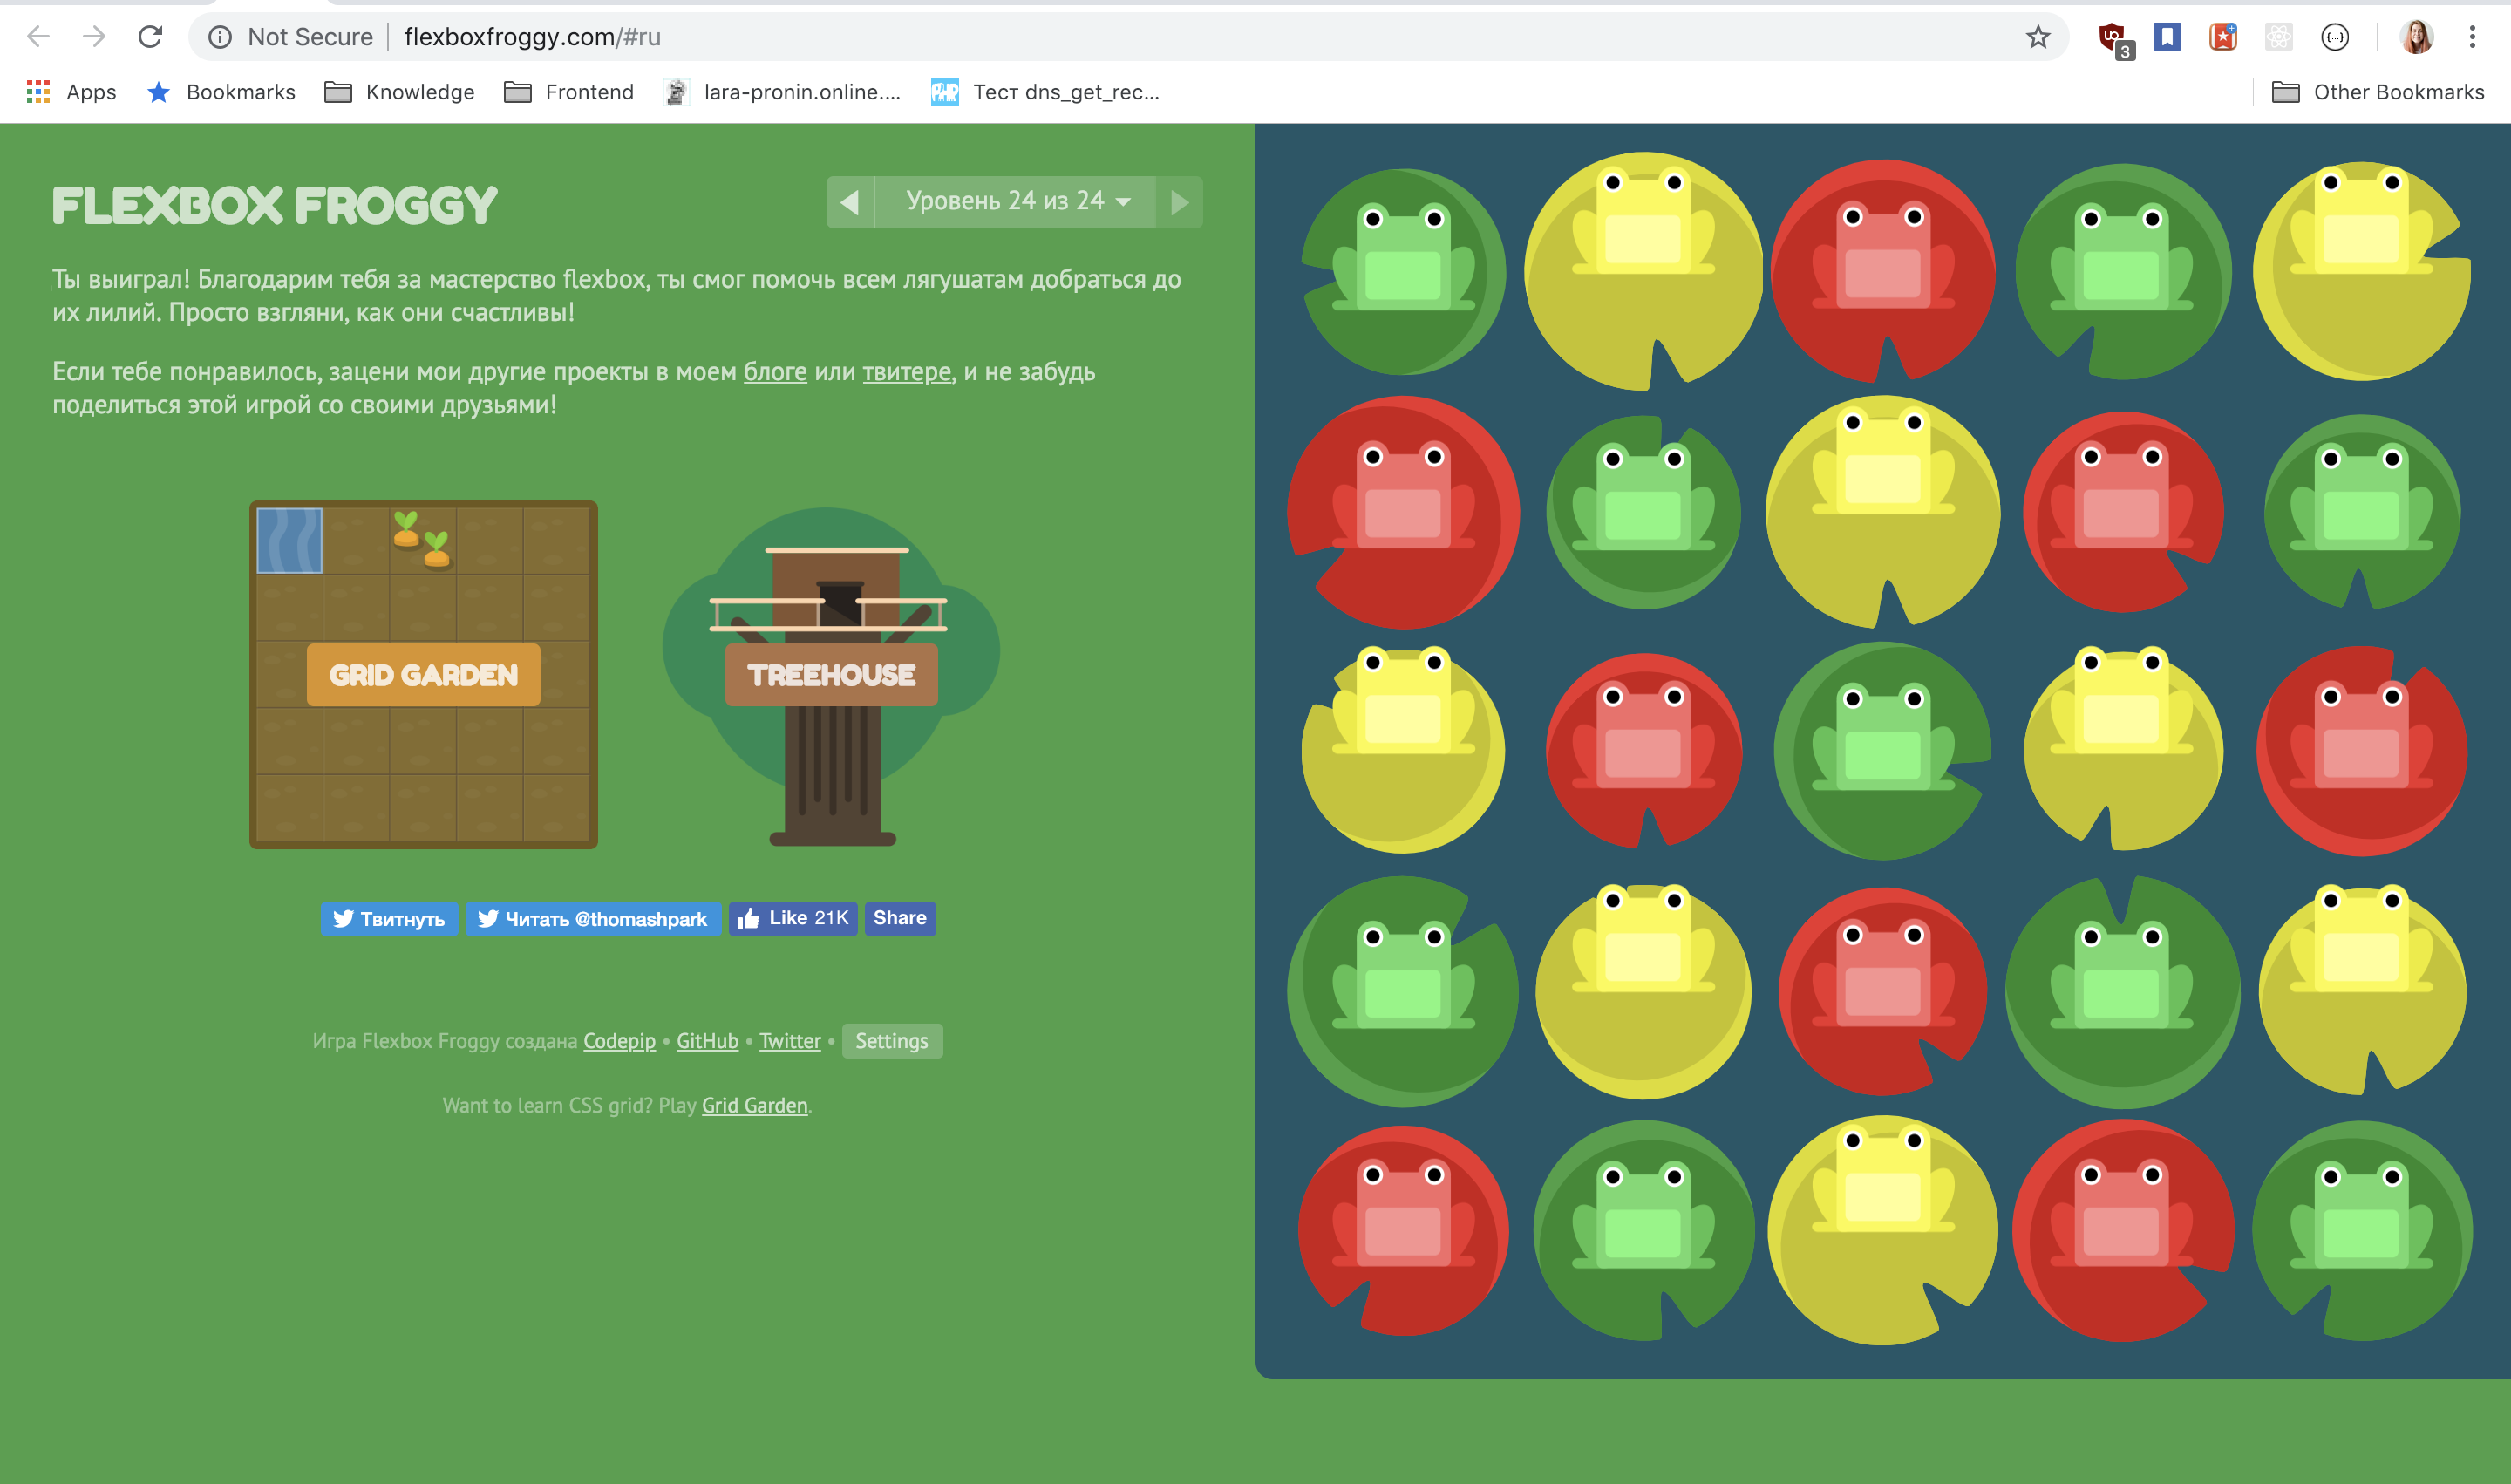 Not Secure flexboxfroggy.com/#ru
3
Apps Bookmarks Knowledge Frontend lara-pronin.online.... Тест dns_get_rec... Other Bookmarks
FLEXBOX FROGGY
Уровень 24 из 24
Ты выиграл! Благодарим тебя за мастерство flexbox, ты смог помочь всем лягушатам добраться до
их лилий. Просто взгляни, как они счастливы!
Если тебе понравилось, зацени мои другие проекты в моем блоге или твитере, и не забудь
поделиться этой игрой со своими друзьями!
GRID GARDEN
TREEHOUSE
Твитнуть Читать @thomashpark Like 21K Share
Игра Flexbox Froggy создана Codepip • GitHub • Twitter • Settings
Want to learn CSS grid? Play Grid Garden.